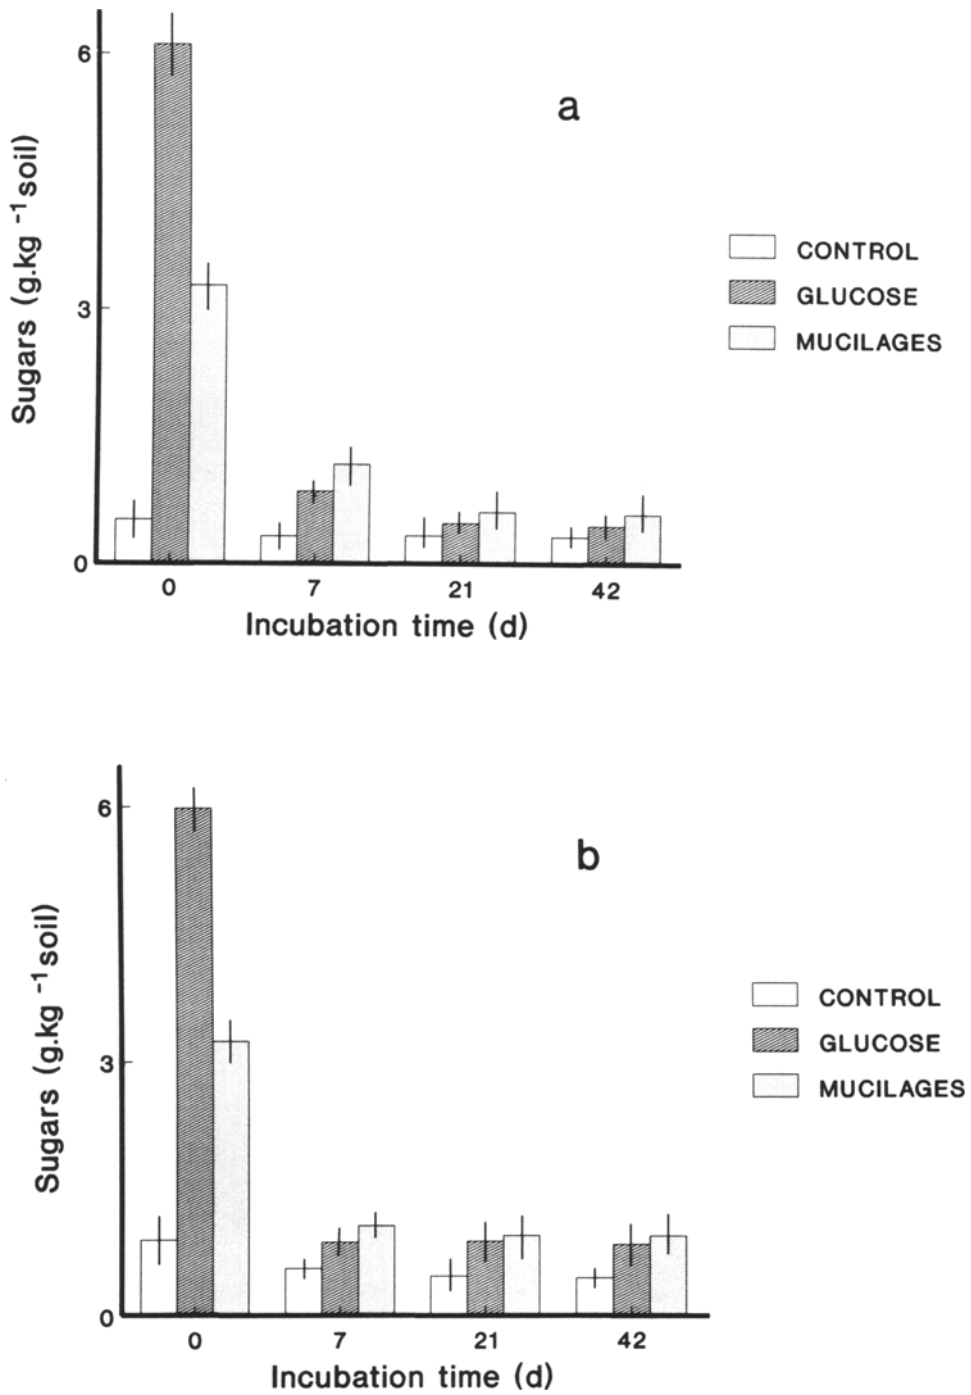 6
a
Sugars (g.kg -1 soil)
CONTROL
GLUCOSE
3
MUCILAGES
0
0 7 21 42
Incubation time (d)
6
b
Sugars (g.kg -1 soil)
CONTROL
GLUCOSE
3
MUCILAGES
0
0 7 21 42
Incubation time (d)